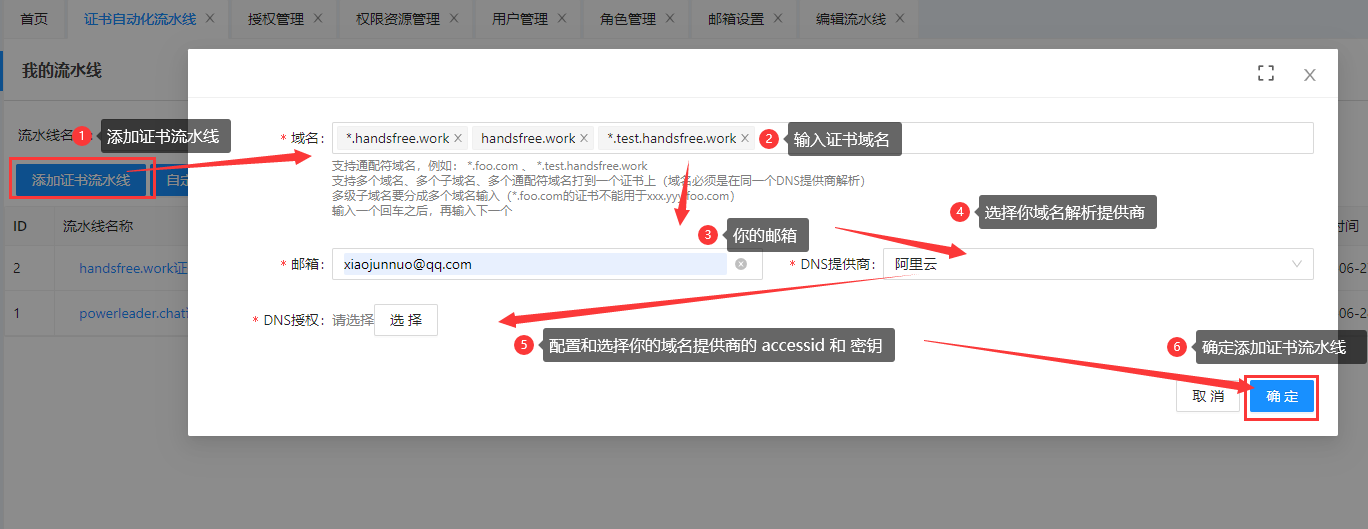 首页 证书自动化流水线 授权管理 权限资源管理 用户管理 角色管理 邮箱设置 编辑流水线
我的流水线
流水线名
1 添加证书流水线
* 域名: *.handsfree.work handsfree.work *.test.handsfree.work 2 输入证书域名
支持通配符域名，例如： *.foo.com 、 *.test.handsfree.work
支持多个域名、多个子域名、多个通配符域名打到一个证书上（域名必须是在同一个DNS提供商解析）
多级子域名要分成多个域名输入（*.foo.com的证书不能用于xxx.yyy.foo.com）
输入一个回车之后，再输入下一个
添加证书流水线 自定
ID 流水线名称 时间
3 你的邮箱
4 选择你域名解析提供商
2 handsfree.work证 06-2
* 邮箱: xiaojunnuo@qq.com * DNS提供商: 阿里云
1 powerleader.chat 06-2
* DNS授权: 请选择 选 择
5 配置和选择你的域名提供商的 accessid 和 密钥
6 确定添加证书流水线
取 消 确 定